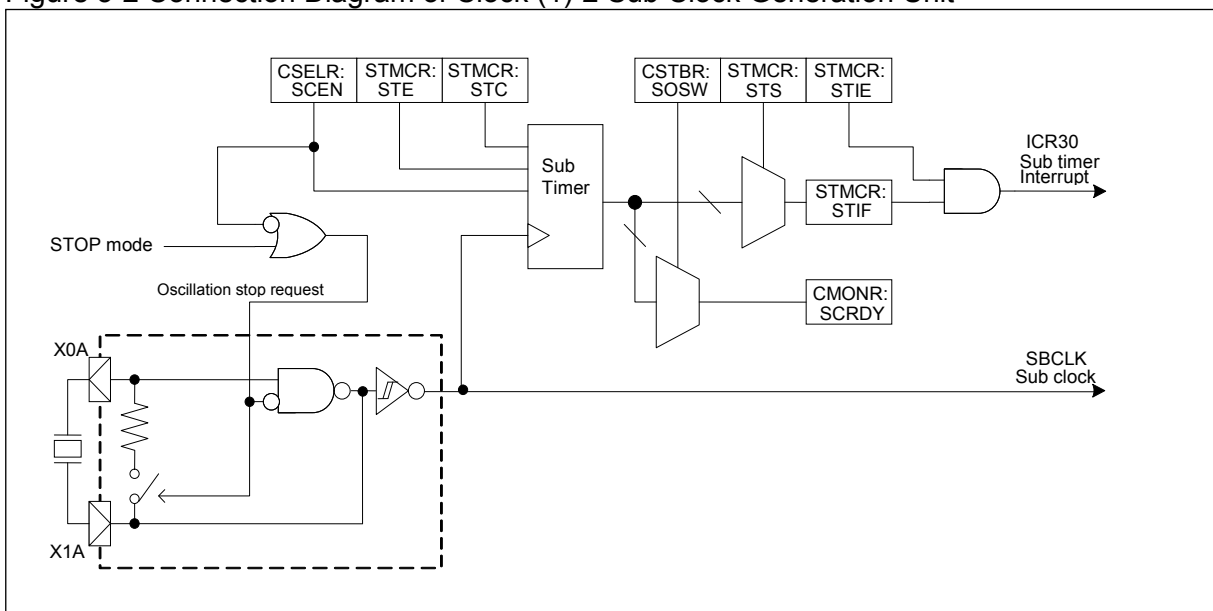 Figure 5-2 Connection Diagram of Clock (1) 2 Sub Clock Generation Unit
CSELR:
SCEN
STMCR:
STE
STMCR:
STC
CSTBR:
SOSW
STMCR:
STS
STMCR:
STIE
Sub
Timer
ICR30
Sub timer
Interrupt
STMCR:
STIF
STOP mode
Oscillation stop request
CMONR:
SCRDY
X0A
SBCLK
Sub clock
X1A